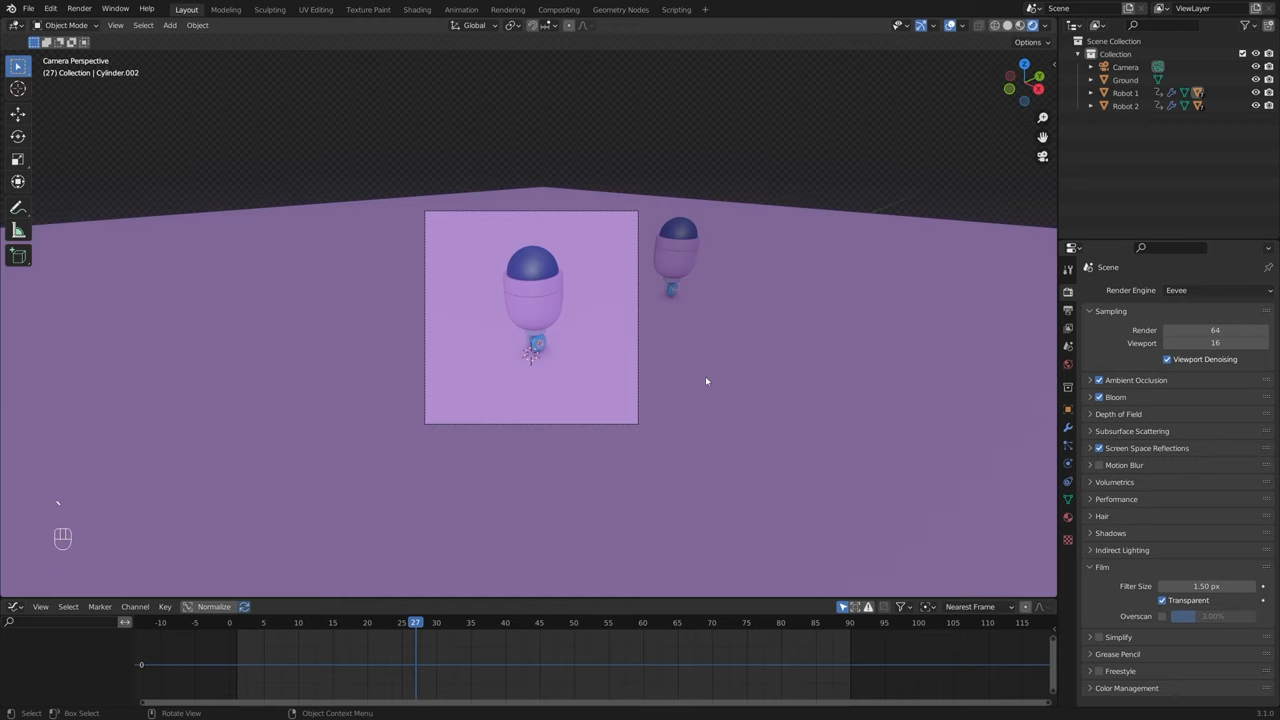 File Edit Render Window Help Layout Modeling Sculpting UV Editing Texture Paint Shading Animation Rendering Compositing Geometry Nodes Scripting + Scene ViewLayer
Object Mode View Select Add Object Global
Options
Camera Perspective
(27) Collection | Cylinder.002
Z
Y
X
Scene Collection
Collection
Camera
Ground
Robot 1
Robot 2
Scene
Render Engine Eevee
Sampling
Render 64
Viewport 16
Viewport Denoising
Ambient Occlusion
Bloom
Depth of Field
Subsurface Scattering
Screen Space Reflections
Motion Blur
Volumetrics
Performance
Hair
Shadows
Indirect Lighting
Film
Filter Size 1.50 px
Transparent
Overscan 3.00%
Simplify
Grease Pencil
Freestyle
Color Management
View Select Marker Channel Key Normalize Nearest Frame
-10 -5 0 5 10 15 20 25 27 30 35 40 45 50 55 60 65 70 75 80 85 90 95 100 105 110 115
0
Select Box Select Rotate View Object Context Menu 3.1.0